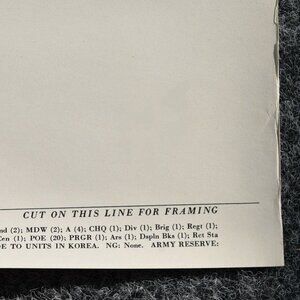 CUT ON THIS LINE FOR FRAMING
nd (2); MDW (2); A (4); CHQ (1); Div (1); Brig (1); Regt (1);
Cen (1); POE (20); PRGR (1); Ars (1); Dspln Bks (1); Ret Sta
DE TO UNITS IN KOREA. NG: None. ARMY RESERVE: